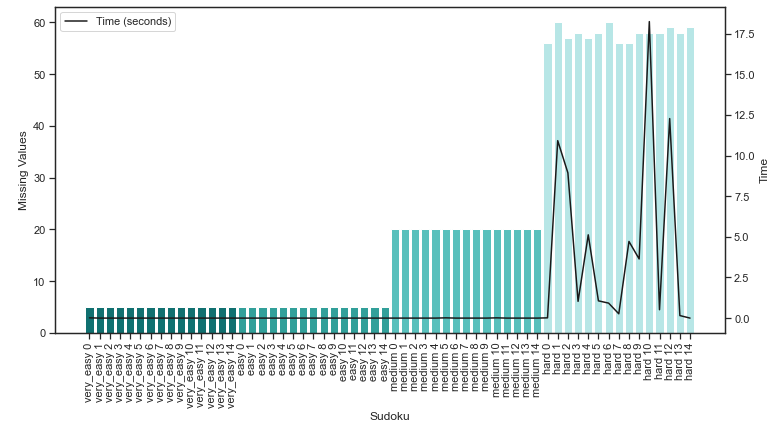 Time (seconds)
Missing Values
60
50
40
30
20
10
0
17.5
15.0
12.5
10.0
7.5
5.0
2.5
0.0
Time
very_easy 0
very_easy 1
very_easy 2
very_easy 3
very_easy 4
very_easy 5
very_easy 6
very_easy 7
very_easy 8
very_easy 9
very_easy 10
very_easy 11
very_easy 12
very_easy 13
very_easy 14
easy 0
easy 1
easy 2
easy 3
easy 4
easy 5
easy 6
easy 7
easy 8
easy 9
easy 10
easy 11
easy 12
easy 13
easy 14
medium 0
medium 1
medium 2
medium 3
medium 4
medium 5
medium 6
medium 7
medium 8
medium 9
medium 10
medium 11
medium 12
medium 13
medium 14
hard 0
hard 1
hard 2
hard 3
hard 4
hard 5
hard 6
hard 7
hard 8
hard 9
hard 10
hard 11
hard 12
hard 13
hard 14
Sudoku